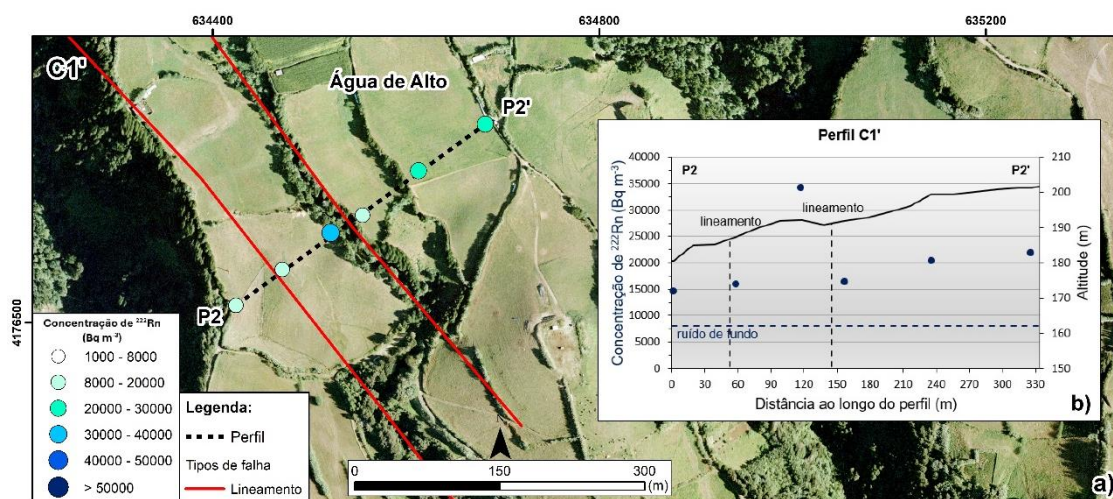 634400
634800
635200
C1'
Água de Alto
P2'
P2
4176500
Concentração de ²²²Rn
(Bq m⁻³)
1000 - 8000
8000 - 20000
20000 - 30000
30000 - 40000
40000 - 50000
> 50000
Legenda:
Perfil
Tipos de falha
Lineamento
0 150 300
(m)
a)
Perfil C1'
P2 P2'
Concentração de ²²²Rn (Bq m⁻³)
40000
35000
30000
25000
20000
15000
10000
5000
0
lineamento
lineamento
ruído de fundo
210
200
190
180
170
160
150
Altitude (m)
0 30 60 90 120 150 180 210 240 270 300 330
Distância ao longo do perfil (m)
b)